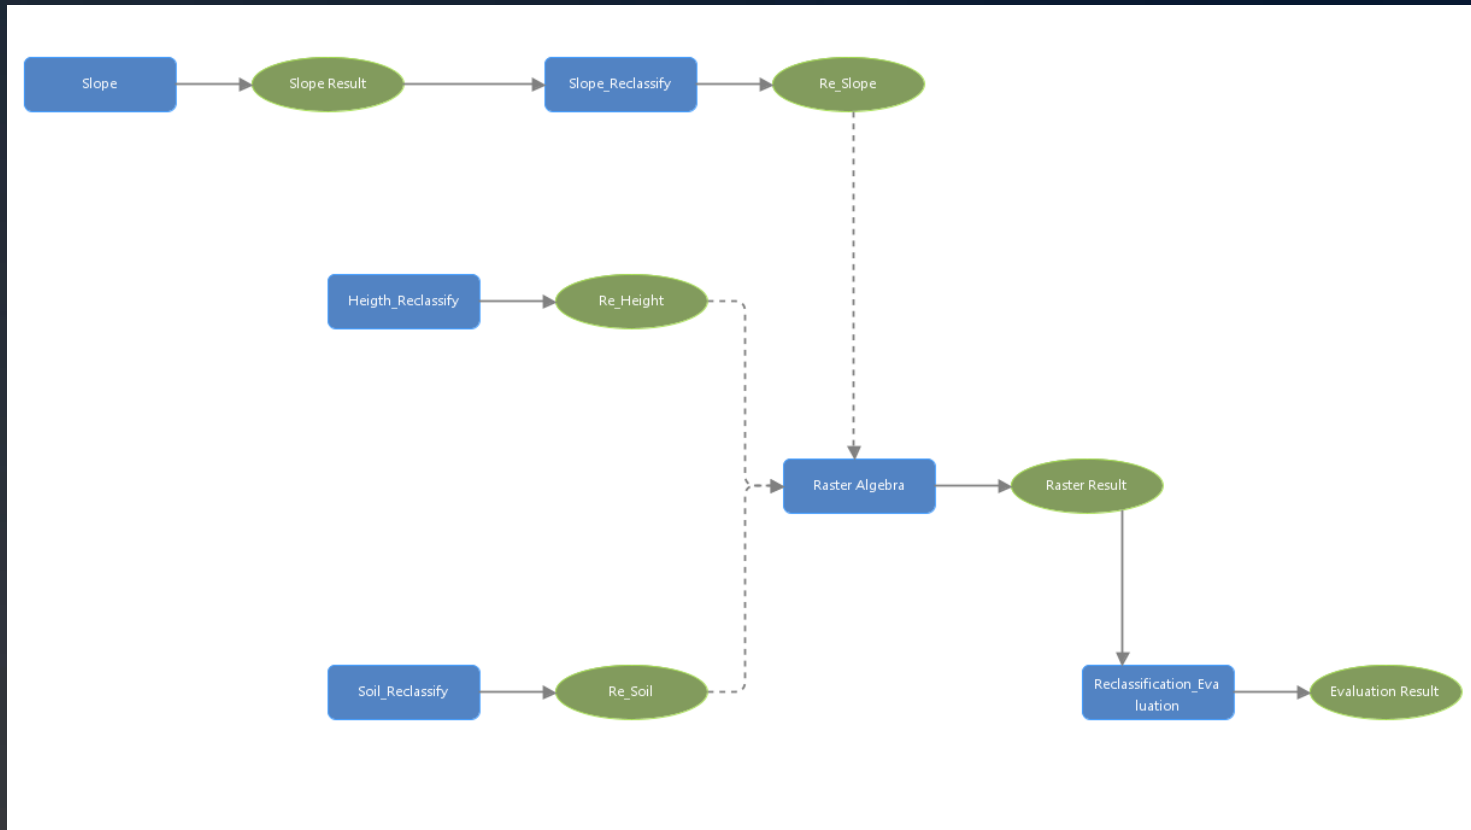 Slope
Slope Result
Slope_Reclassify
Re_Slope
Heigth_Reclassify
Re_Height
Raster Algebra
Raster Result
Soil_Reclassify
Re_Soil
Reclassification_Eva
luation
Evaluation Result